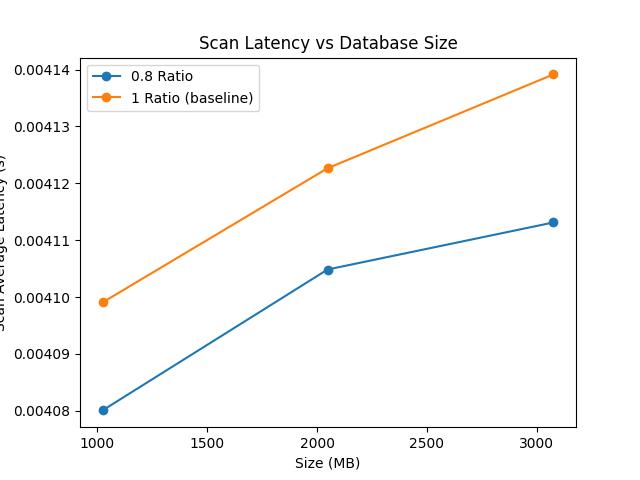 Scan Latency vs Database Size
0.8 Ratio
1 Ratio (baseline)
0.00414
0.00413
0.00412
0.00411
0.00410
0.00409
0.00408
Scan Average Latency (s)
1000 1500 2000 2500 3000
Size (MB)